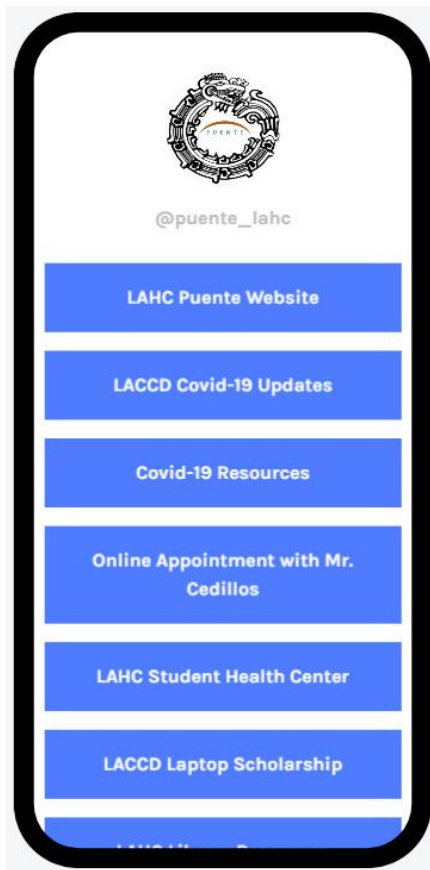 PUENTE
@puente_lahc
LAHC Puente Website
LACCD Covid-19 Updates
Covid-19 Resources
Online Appointment with Mr.
Cedillos
LAHC Student Health Center
LACCD Laptop Scholarship